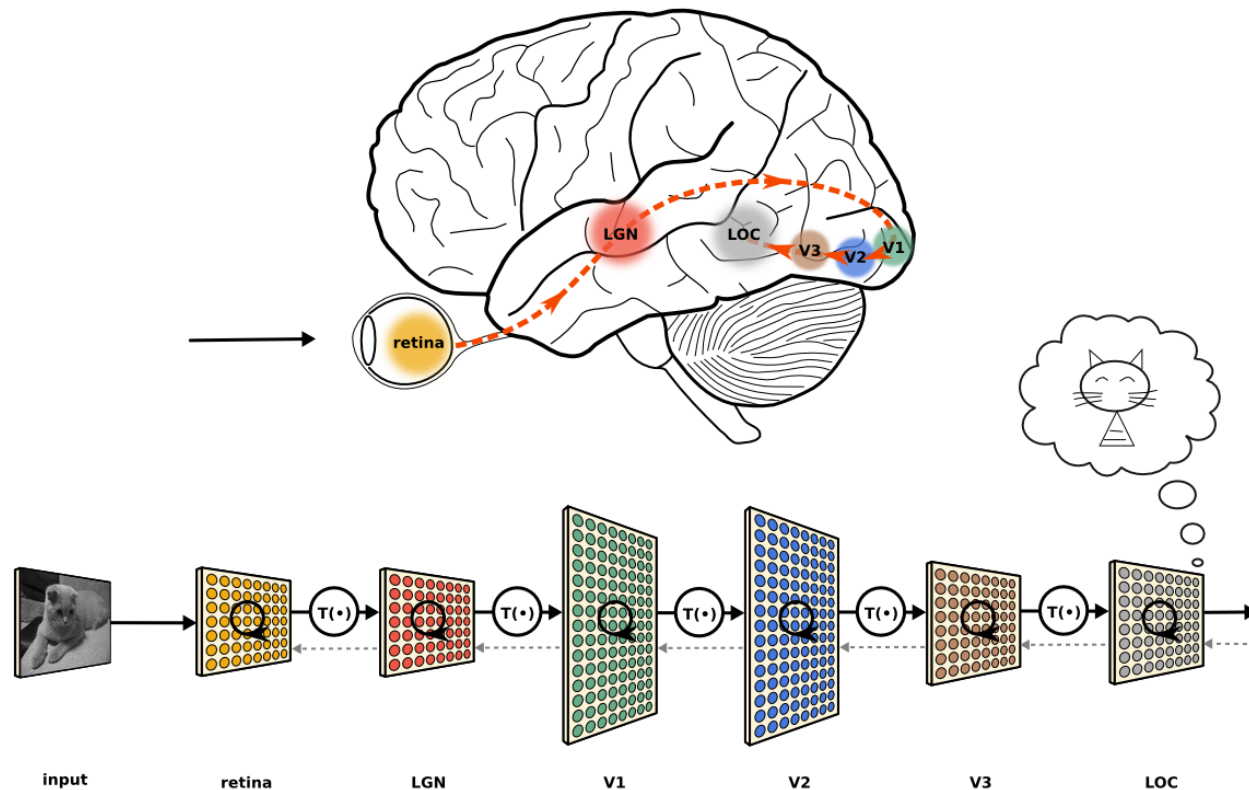 LGN
LOC
V3
V2
V1
retina
T(•)
T(•)
T(•)
T(•)
T(•)
input
retina
LGN
V1
V2
V3
LOC